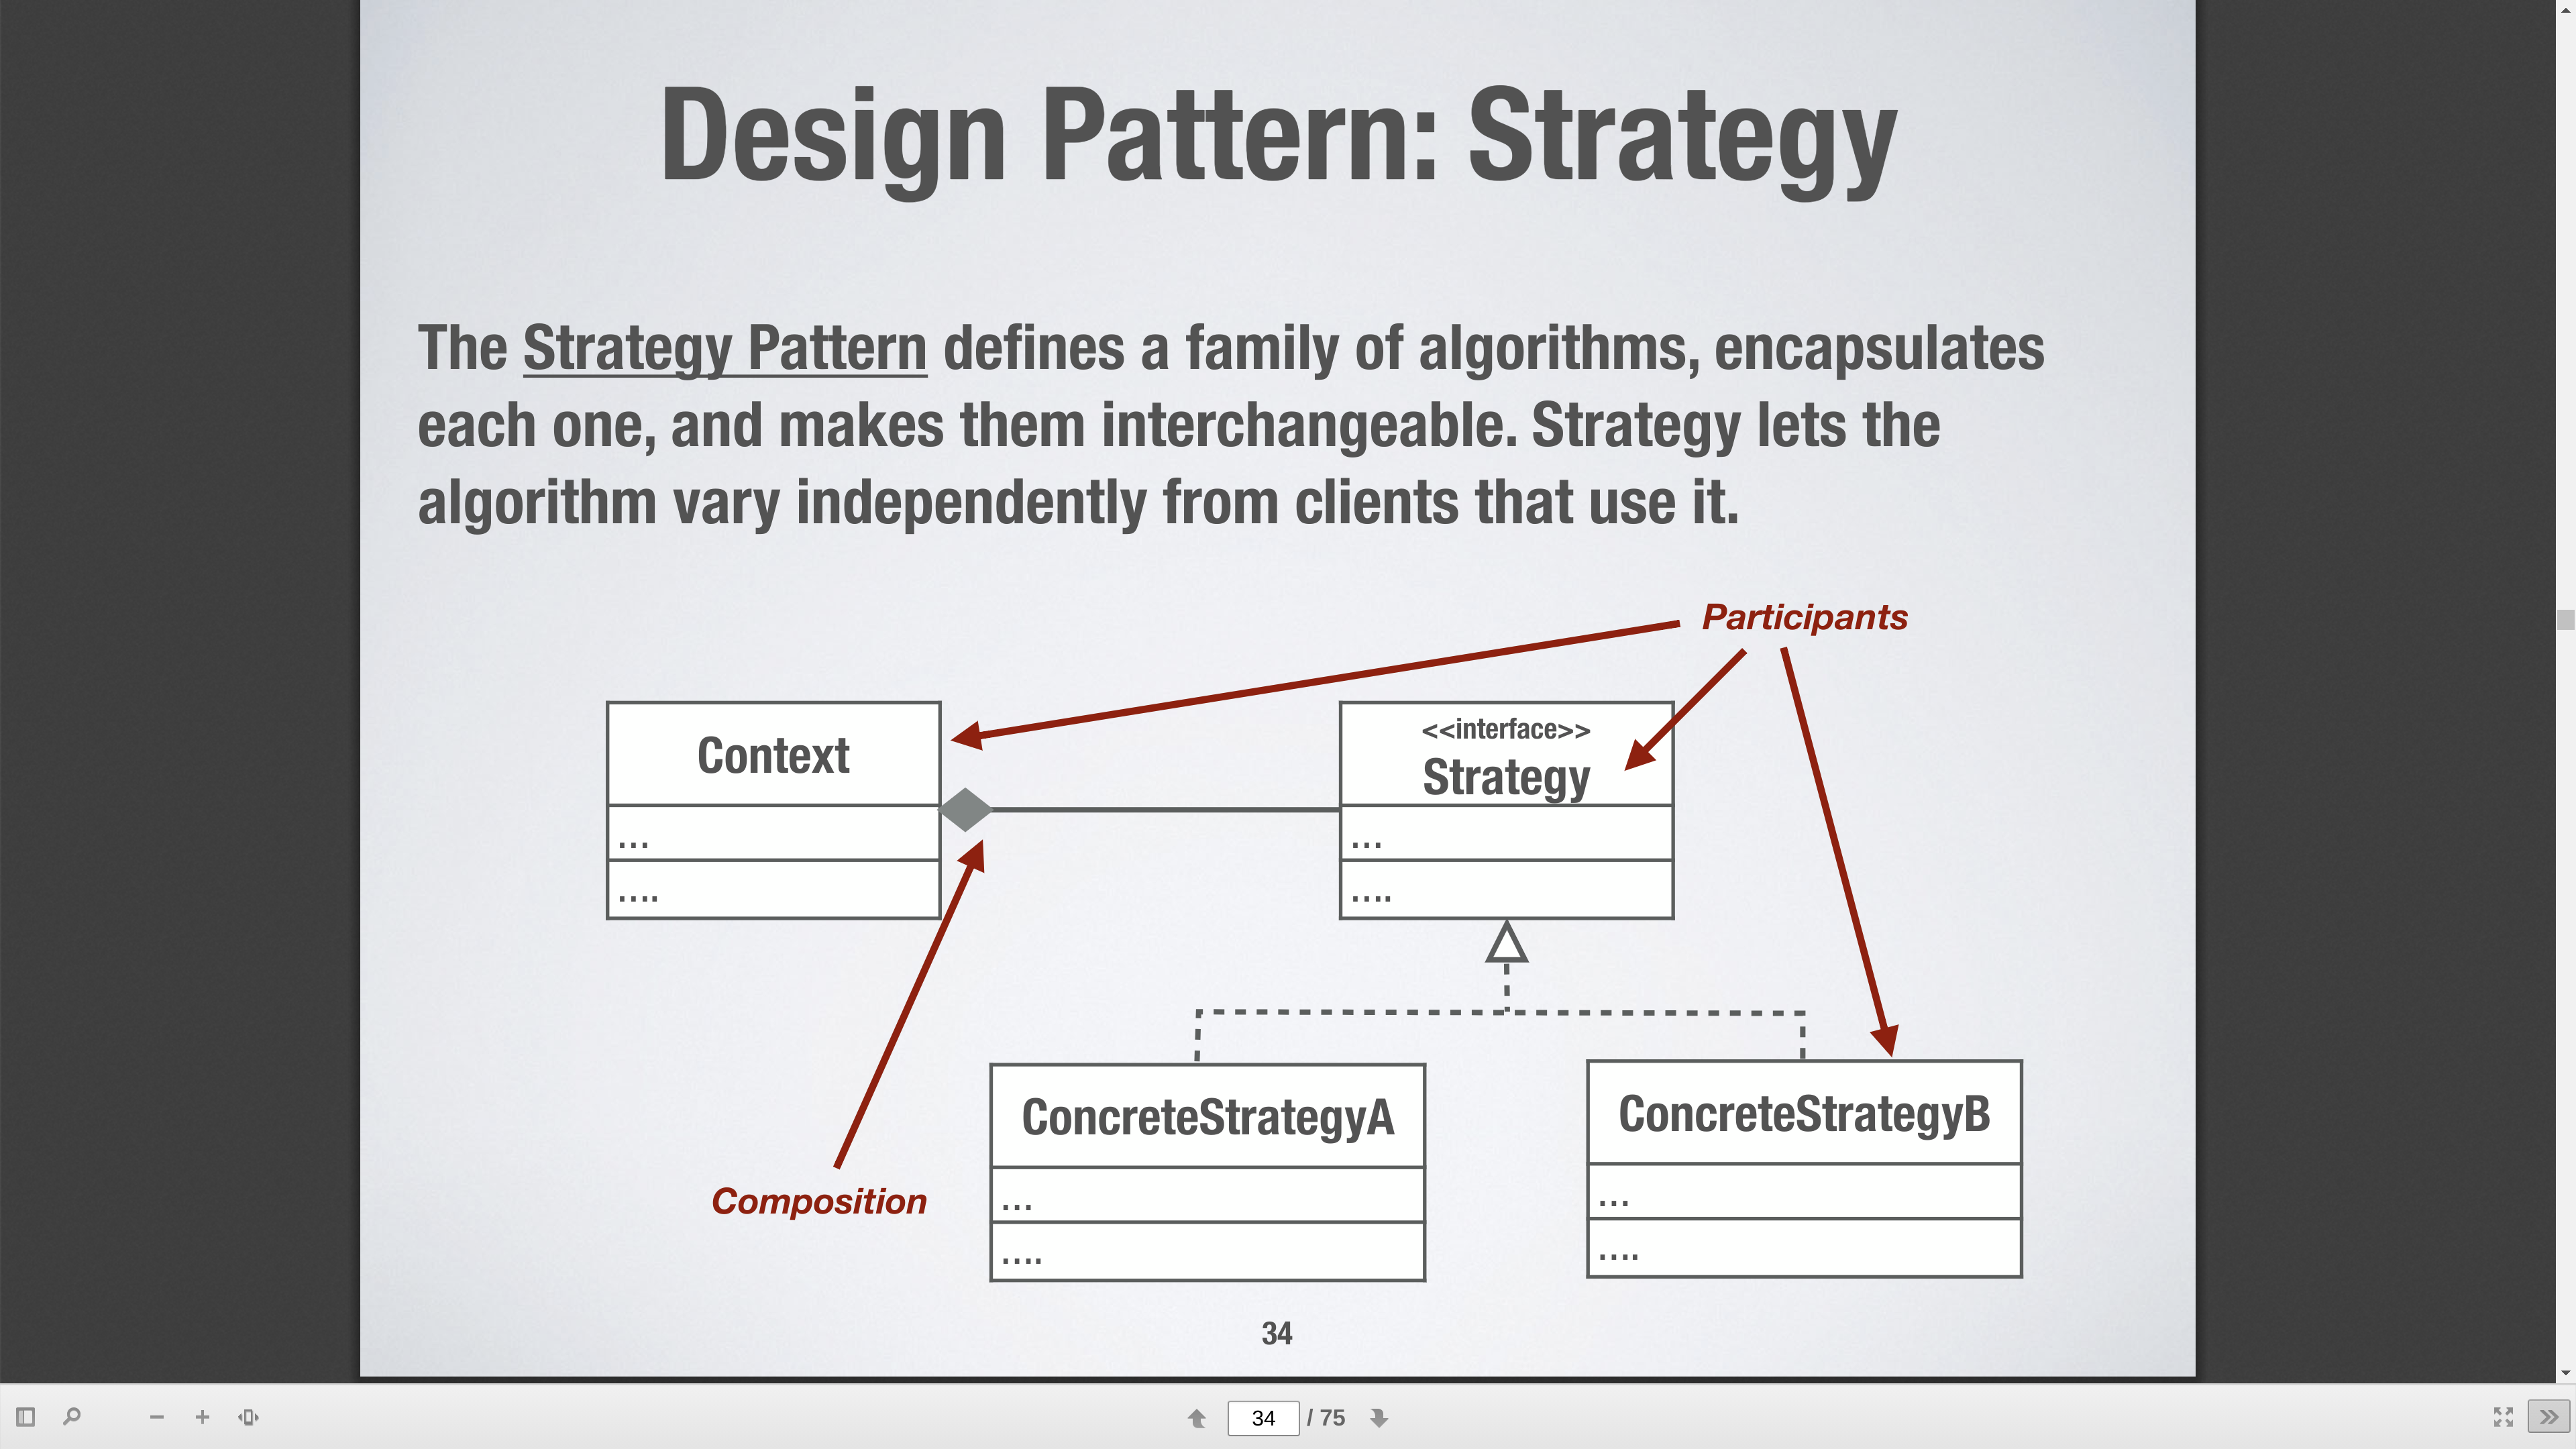 Design Pattern: Strategy
The Strategy Pattern defines a family of algorithms, encapsulates
each one, and makes them interchangeable. Strategy lets the
algorithm vary independently from clients that use it.
Participants
Context
...
....
<<interface>>
Strategy
...
....
ConcreteStrategyA
...
....
ConcreteStrategyB
...
....
Composition
34
34 / 75